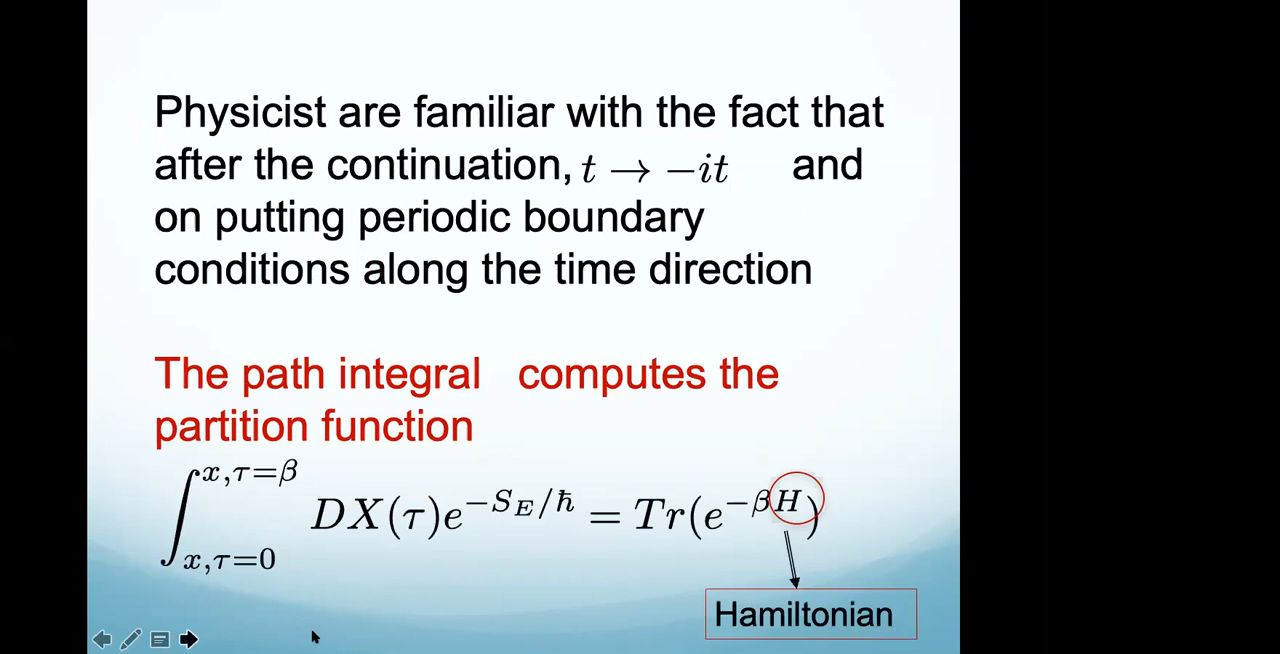 Physicist are familiar with the fact that
after the continuation, t → −it and
on putting periodic boundary
conditions along the time direction
The path integral computes the
partition function
∫_{x,τ=0}^{x,τ=β} DX(τ)e^{−S_E/ħ} = Tr(e^{−βH})
Hamiltonian